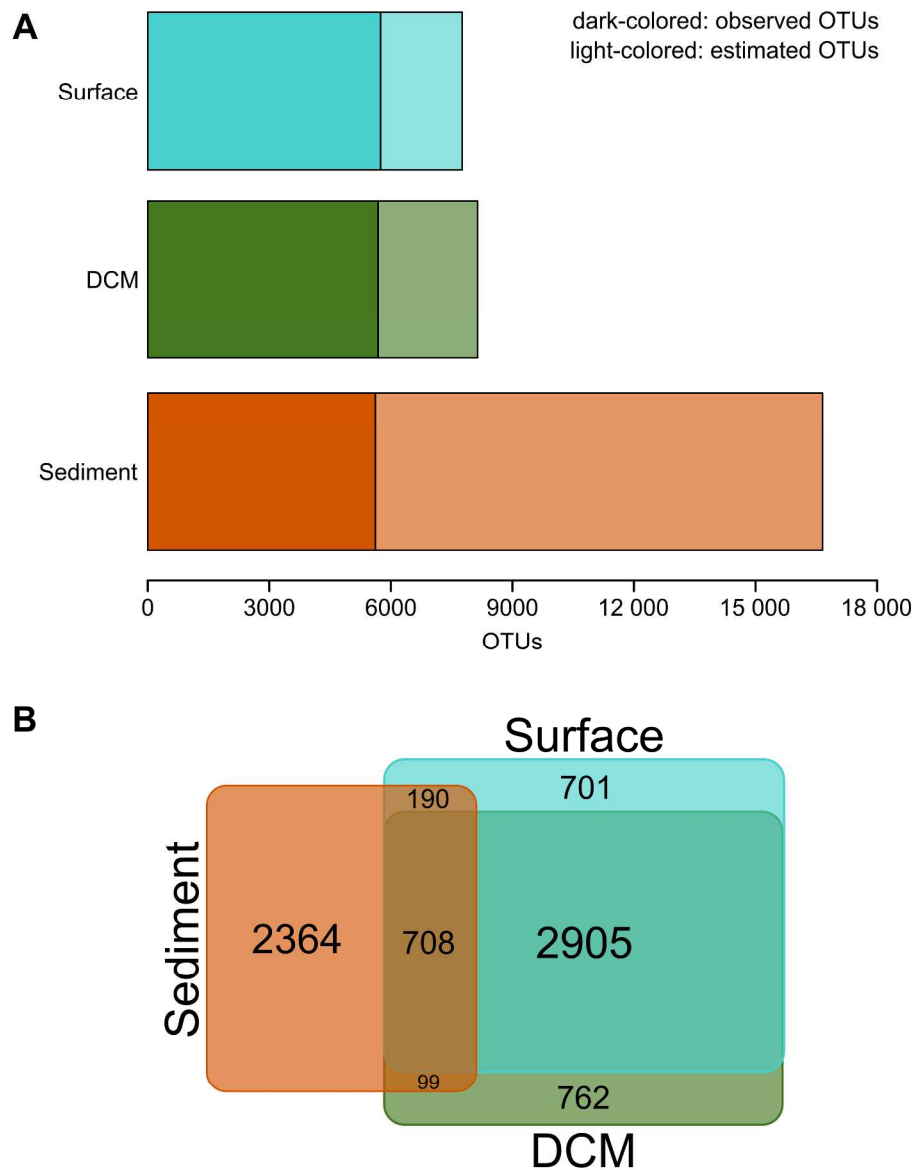 A
dark-colored: observed OTUs
light-colored: estimated OTUs
Surface
DCM
Sediment
0 3000 6000 9000 12 000 15 000 18 000
OTUs
B
Surface
701
190
Sediment
2364
708
2905
99
762
DCM